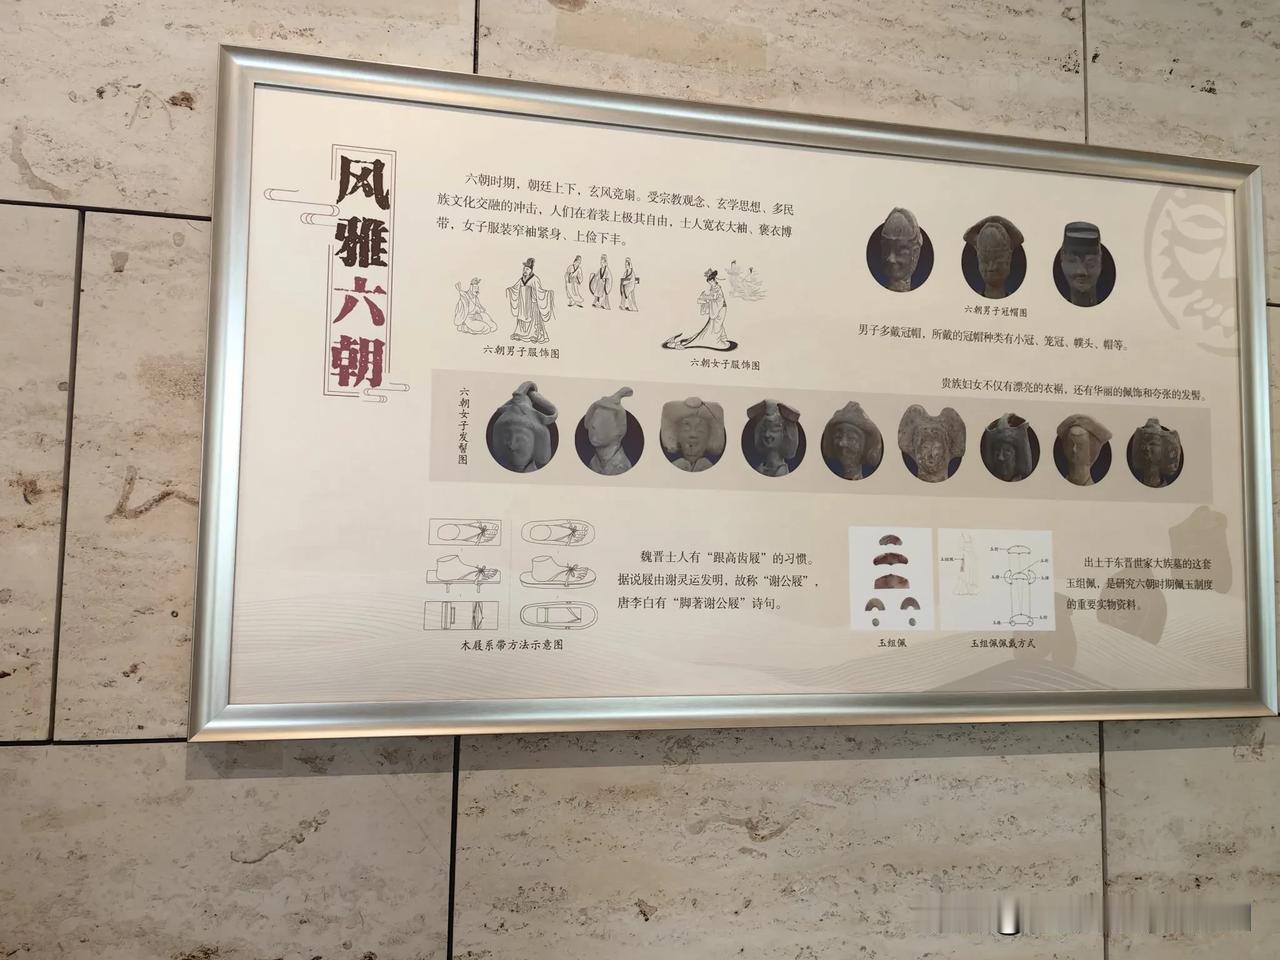 风雅六朝
六朝时期，朝廷上下，玄风竞扇。受宗教观念、玄学思想、多民
族文化交融的冲击，人们在着装上极其自由，士人宽衣大袖、褒衣博
带，女子服装窄袖紧身、上俭下丰。
六朝男子服饰图
六朝女子服饰图
六朝男子冠帽图
男子多戴冠帽，所戴的冠帽种类有小冠、笼冠、幞头、帽等。
贵族妇女不仅有漂亮的衣裾，还有华丽的佩饰和夸张的发髻。
六朝女子发髻图
木屐系带方法示意图
魏晋士人有“跟高齿屐”的习惯。
据说屐由谢灵运发明，故称“谢公屐”，
唐李白有“脚著谢公屐”诗句。
玉组佩
玉组佩佩戴方式
出土于东晋世家大族墓的这套
玉组佩，是研究六朝时期佩玉制度
的重要实物资料。